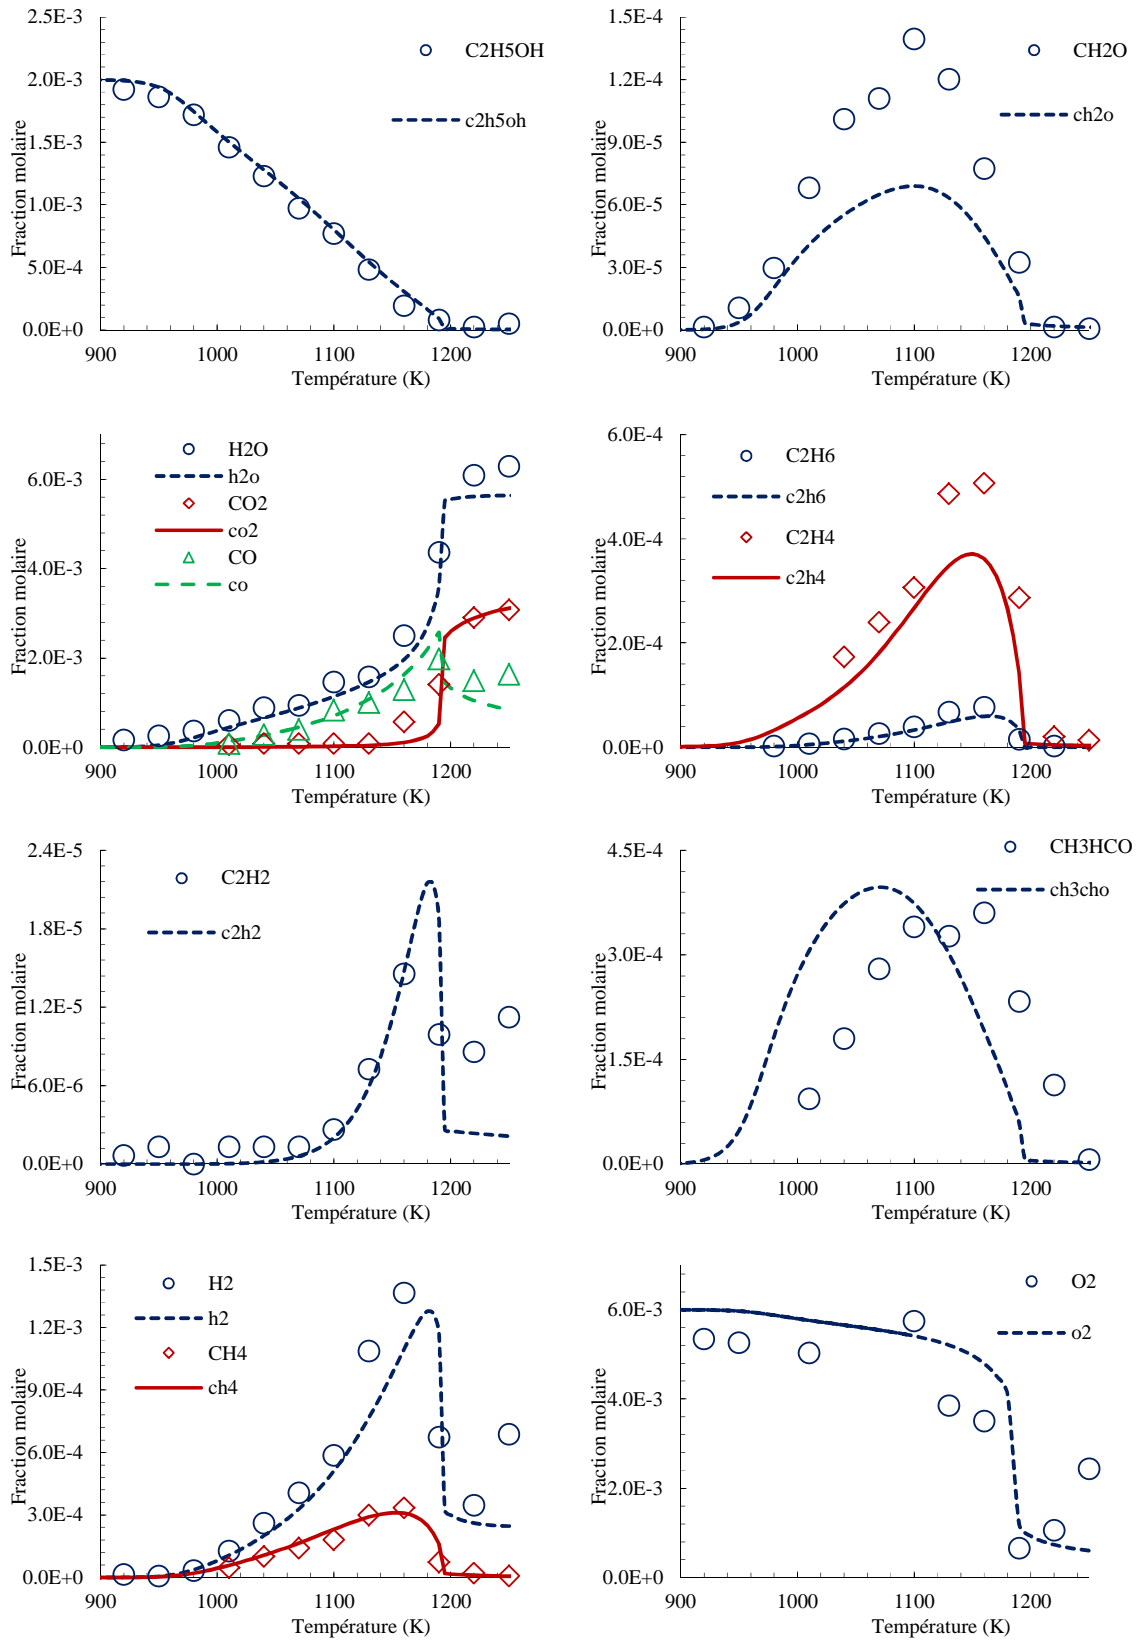 2.5E-3
2.0E-3
1.5E-3
1.0E-3
5.0E-4
0.0E+0
900
1000
1100
1200
Fraction molaire
Température (K)
C2H5OH
c2h5oh
1.5E-4
1.2E-4
9.0E-5
6.0E-5
3.0E-5
0.0E+0
900
1000
1100
1200
Fraction molaire
Température (K)
CH2O
ch2o
6.0E-3
4.0E-3
2.0E-3
0.0E+0
900
1000
1100
1200
Fraction molaire
Température (K)
H2O
h2o
CO2
co2
CO
co
6.0E-4
4.0E-4
2.0E-4
0.0E+0
900
1000
1100
1200
Fraction molaire
Température (K)
C2H6
c2h6
C2H4
c2h4
2.4E-5
1.8E-5
1.2E-5
6.0E-6
0.0E+0
900
1000
1100
1200
Fraction molaire
Température (K)
C2H2
c2h2
4.5E-4
3.0E-4
1.5E-4
0.0E+0
900
1000
1100
1200
Fraction molaire
Température (K)
CH3HCO
ch3cho
1.5E-3
1.2E-3
9.0E-4
6.0E-4
3.0E-4
0.0E+0
900
1000
1100
1200
Fraction molaire
Température (K)
H2
h2
CH4
ch4
6.0E-3
4.0E-3
2.0E-3
0.0E+0
900
1000
1100
1200
Fraction molaire
Température (K)
O2
o2